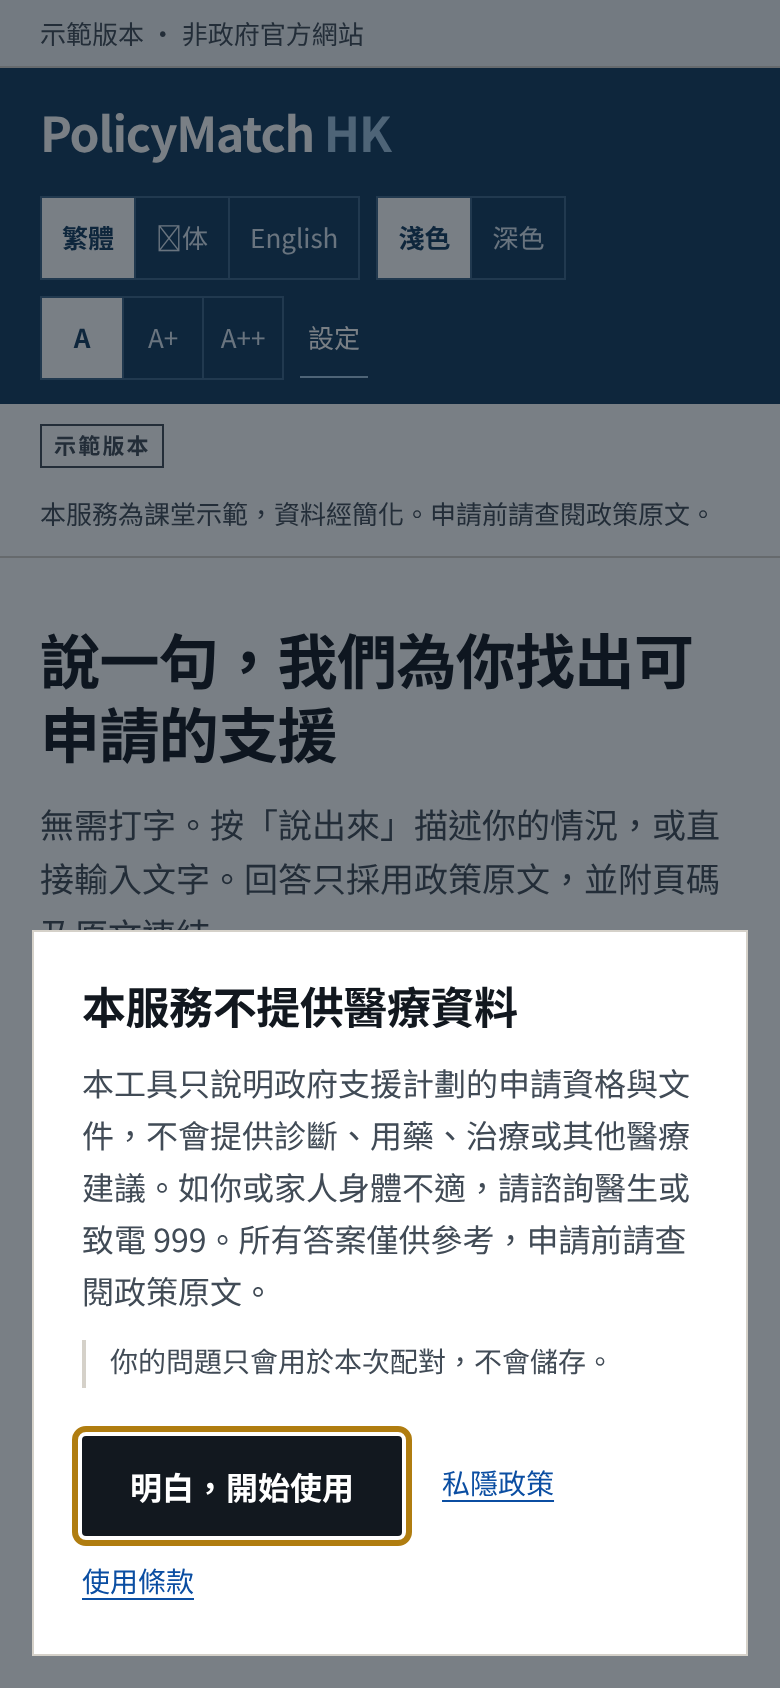 示範版本 · 非政府官方網站
PolicyMatch HK
繁體 体 English 淺色 深色
A A+ A++ 設定
示範版本
本服務為課堂示範，資料經簡化。申請前請查閱政策原文。
說一句，我們為你找出可
申請的支援
無需打字。按「說出來」描述你的情況，或直
接輸入文字。回答只採用政策原文，並附頁碼
本服務不提供醫療資料
本工具只說明政府支援計劃的申請資格與文
件，不會提供診斷、用藥、治療或其他醫療
建議。如你或家人身體不適，請諮詢醫生或
致電 999。所有答案僅供參考，申請前請查
閱政策原文。
你的問題只會用於本次配對，不會儲存。
明白，開始使用 私隱政策
使用條款